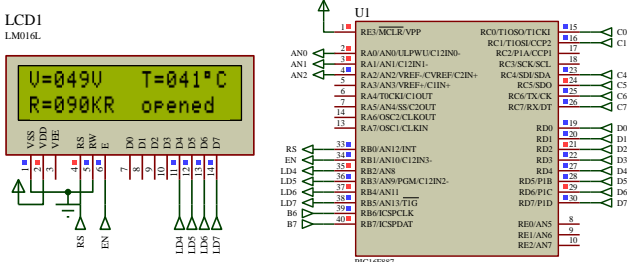 LCD1
LM016L
V=049V T=041°C
R=090KR opened
VSS VDD VEE RS RW E D0 D1 D2 D3 D4 D5 D6 D7
1 2 3 4 5 6 7 8 9 10 11 12 13 14
RS EN LD4 LD5 LD6 LD7
U1
1 RE3/MCLR/VPP RC0/T1OSO/T1CKI 15 C0
RC1/T1OSI/CCP2 16 C1
AN0 2 RA0/AN0/ULPWU/C12IN0- RC2/P1A/CCP1 17
AN1 3 RA1/AN1/C12IN1- RC3/SCK/SCL 18
AN2 4 RA2/AN2/VREF-/CVREF/C2IN+ RC4/SDI/SDA 23 C4
5 RA3/AN3/VREF+/C1IN+ RC5/SDO 24 C5
6 RA4/T0CKI/C1OUT RC6/TX/CK 25 C6
7 RA5/AN4/SS/C2OUT RC7/RX/DT 26 C7
14 RA6/OSC2/CLKOUT
13 RA7/OSC1/CLKIN RD0 19 D0
RD1 20 D1
RS 33 RB0/AN12/INT RD2 21 D2
EN 34 RB1/AN10/C12IN3- RD3 22 D3
LD4 35 RB2/AN8 RD4 27 D4
LD5 36 RB3/AN9/PGM/C12IN2- RD5/P1B 28 D5
LD6 37 RB4/AN11 RD6/P1C 29 D6
LD7 38 RB5/AN13/T1G RD7/P1D 30 D7
B6 39 RB6/ICSPCLK
B7 40 RB7/ICSPDAT RE0/AN5 8
RE1/AN6 9
RE2/AN7 10
PIC16F887